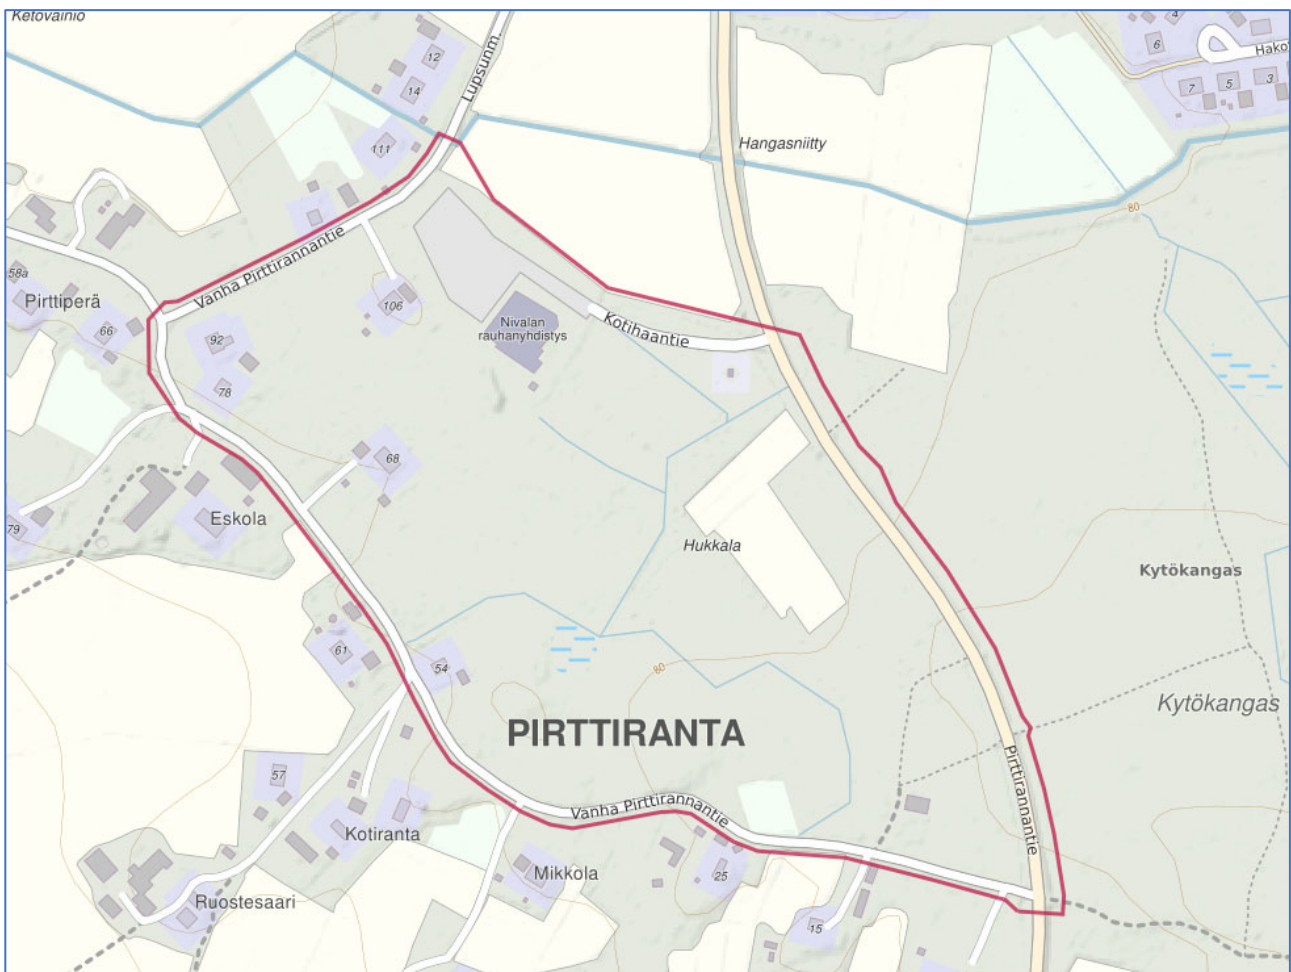 Ketovainio
12
Lupsunm.
14
111
4
6
Hako
7
5
3
Hangasniitty
80
58a
Pirttiperä
66
Vanha Pirttirannantie
106
92
78
Nivalan
rauhanyhdistys
Kotihaantie
68
79
Eskola
Hukkala
Kytökangas
61
54
80
Kytökangas
PIRTTIRANTA
57
Pirttirannantie
Vanha Pirttirannantie
Kotiranta
Mikkola
25
Ruostesaari
15